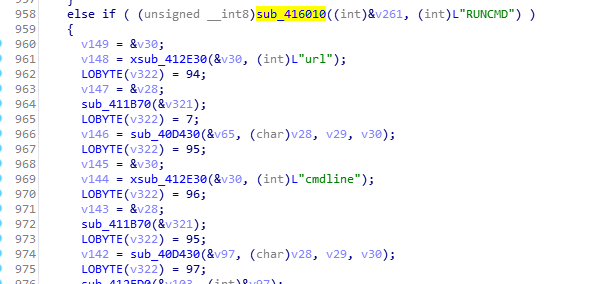 958 else if ( (unsigned __int8)sub_416010((int)&v261, (int)L"RUNCMD") )
959 {
960 v149 = &v30;
961 v148 = xsub_412E30(&v30, (int)L"url");
962 LOBYTE(v322) = 94;
963 v147 = &v28;
964 sub_411B70(&v321);
965 LOBYTE(v322) = 7;
966 v146 = sub_40D430(&v65, (char)v28, v29, v30);
967 LOBYTE(v322) = 95;
968 v145 = &v30;
969 v144 = xsub_412E30(&v30, (int)L"cmdline");
970 LOBYTE(v322) = 96;
971 v143 = &v28;
972 sub_411B70(&v321);
973 LOBYTE(v322) = 95;
974 v142 = sub_40D430(&v97, (char)v28, v29, v30);
975 LOBYTE(v322) = 97;